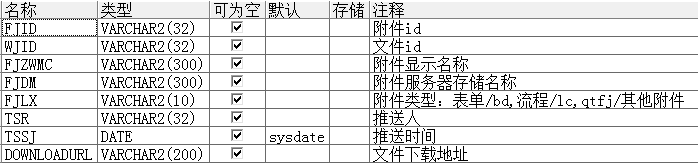 名称 类型 可为空 默认 存储 注释
FJID VARCHAR2(32) 附件id
WJID VARCHAR2(32) 文件id
FJZWMC VARCHAR2(300) 附件显示名称
FJDM VARCHAR2(300) 附件服务器存储名称
FJLX VARCHAR2(10) 附件类型：表单/bd,流程/lc,qtfj/其他附件
TSR VARCHAR2(32) 推送人
TSSJ DATE sysdate 推送时间
DOWNLOADURL VARCHAR2(200) 文件下载地址